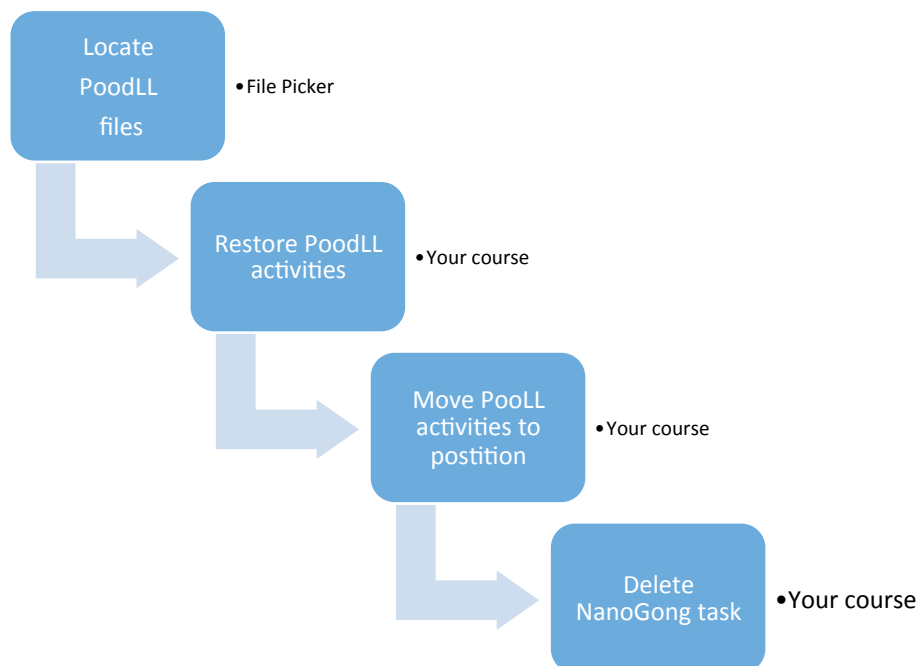 Locate
PoodLL
files
•File Picker
Restore PoodLL
activities
•Your course
Move PooLL
activities to
postition
•Your course
Delete
NanoGong task
•Your course